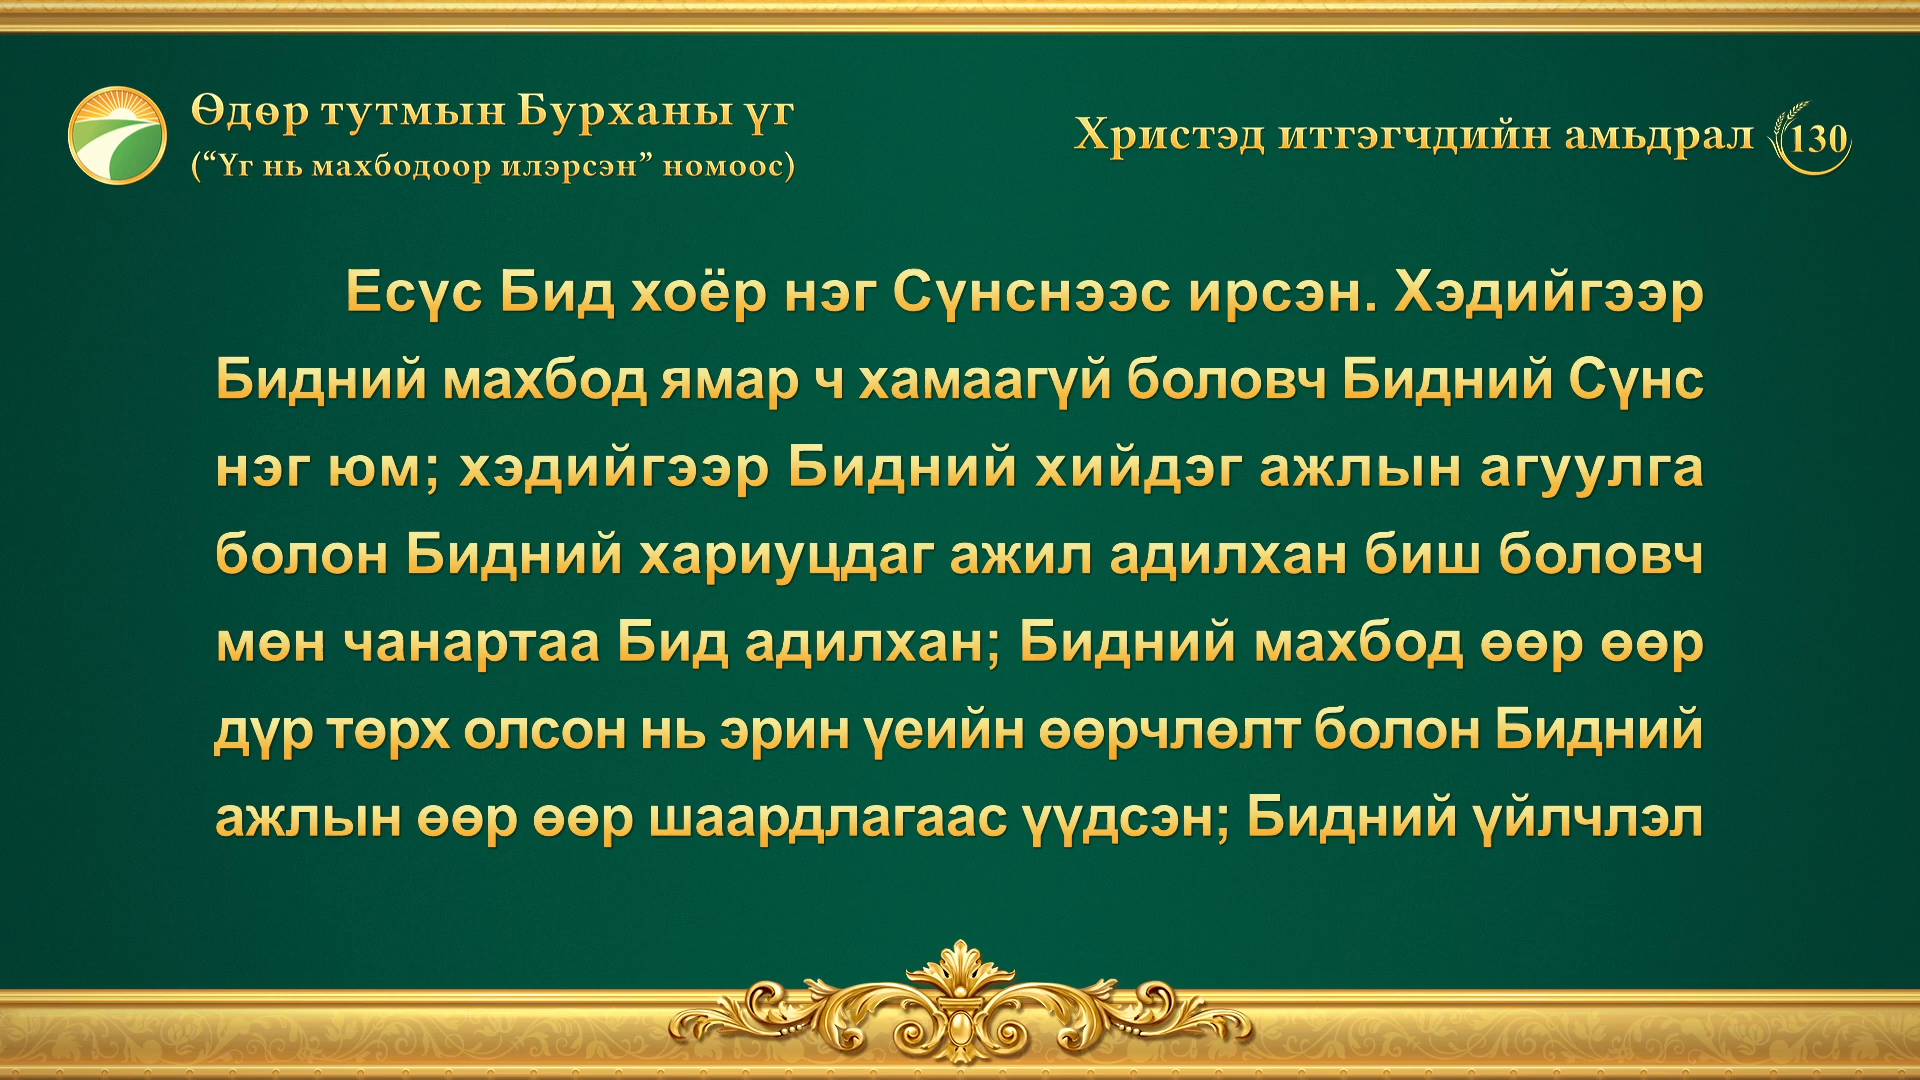 Өдөр тутмын Бурханы үг
(“Үг нь махбодоор илэрсэн” номоос)
Христэд итгэгчдийн амьдрал 130
Есүс Бид хоёр нэг Сүнснээс ирсэн. Хэдийгээр
Бидний махбод ямар ч хамаагүй боловч Бидний Сүнс
нэг юм; хэдийгээр Бидний хийдэг ажлын агуулга
болон Бидний хариуцдаг ажил адилхан биш боловч
мөн чанартаа Бид адилхан; Бидний махбод өөр өөр
дүр төрх олсон нь эрин үеийн өөрчлөлт болон Бидний
ажлын өөр өөр шаардлагаас үүдсэн; Бидний үйлчлэл